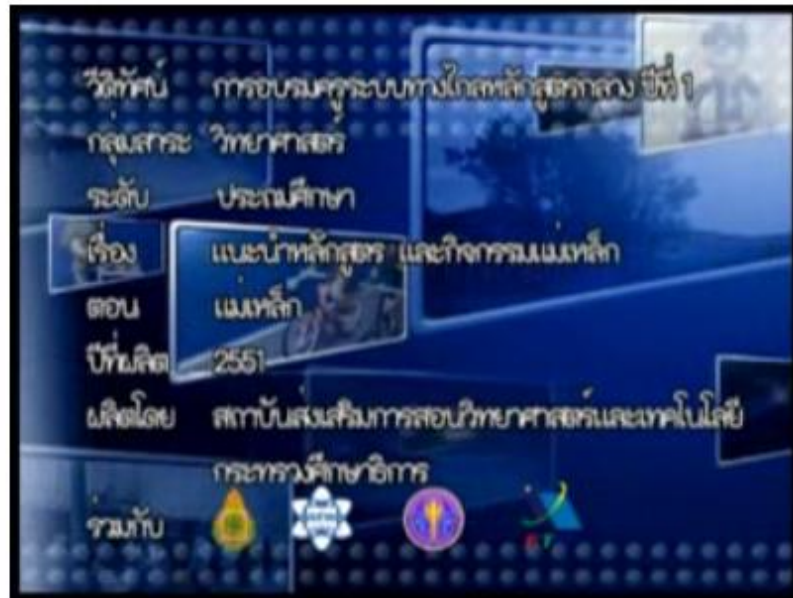 วีดิทัศน์ การอบรมครูระบบทางไกลหลักสูตรกลาง ปีที่ 1
กลุ่มสาระ วิทยาศาสตร์
ระดับ ประถมศึกษา
เรื่อง แนะนำหลักสูตร และกิจกรรมแม่เหล็ก
ตอน แม่เหล็ก
ปีที่ผลิต 2551
ผลิตโดย สถาบันส่งเสริมการสอนวิทยาศาสตร์และเทคโนโลยี
กระทรวงศึกษาธิการ
ร่วมกับ